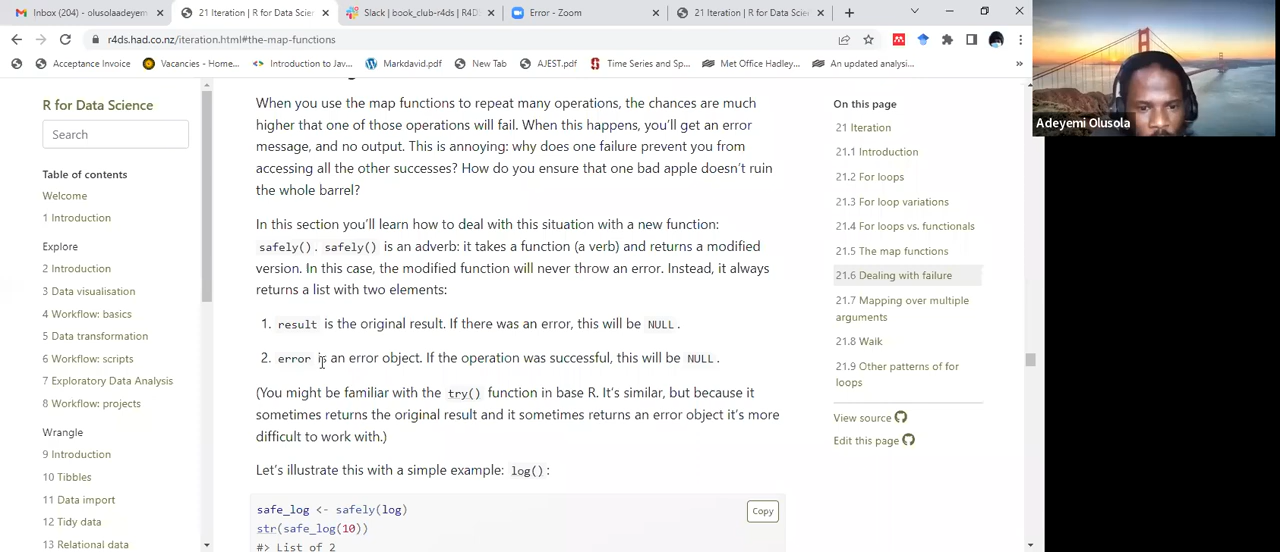 Inbox (204) - olusolaadeyem
21 Iteration | R for Data Science
Slack | book_club-r4ds | R4DS
Error - Zoom
21 Iteration | R for Data Science
r4ds.had.co.nz/iteration.html#the-map-functions
Acceptance Invoice
Vacancies - Home...
Introduction to Jav...
Markdavid.pdf
New Tab
AJEST.pdf
Time Series and Sp...
Met Office Hadley...
An updated analysi...
Adeyemi Olusola
R for Data Science
Search
Table of contents
Welcome
1 Introduction
Explore
2 Introduction
3 Data visualisation
4 Workflow: basics
5 Data transformation
6 Workflow: scripts
7 Exploratory Data Analysis
8 Workflow: projects
Wrangle
9 Introduction
10 Tibbles
11 Data import
12 Tidy data
13 Relational data
When you use the map functions to repeat many operations, the chances are much
higher that one of those operations will fail. When this happens, you'll get an error
message, and no output. This is annoying: why does one failure prevent you from
accessing all the other successes? How do you ensure that one bad apple doesn't ruin
the whole barrel?
In this section you'll learn how to deal with this situation with a new function:
safely(). safely() is an adverb: it takes a function (a verb) and returns a modified
version. In this case, the modified function will never throw an error. Instead, it always
returns a list with two elements:
1. result is the original result. If there was an error, this will be NULL.
2. error is an error object. If the operation was successful, this will be NULL.
(You might be familiar with the try() function in base R. It's similar, but because it
sometimes returns the original result and it sometimes returns an error object it's more
difficult to work with.)
Let's illustrate this with a simple example: log():
safe_log <- safely(log)
str(safe_log(10))
#> List of 2
Copy
On this page
21 Iteration
21.1 Introduction
21.2 For loops
21.3 For loop variations
21.4 For loops vs. functionals
21.5 The map functions
21.6 Dealing with failure
21.7 Mapping over multiple
arguments
21.8 Walk
21.9 Other patterns of for
loops
View source
Edit this page